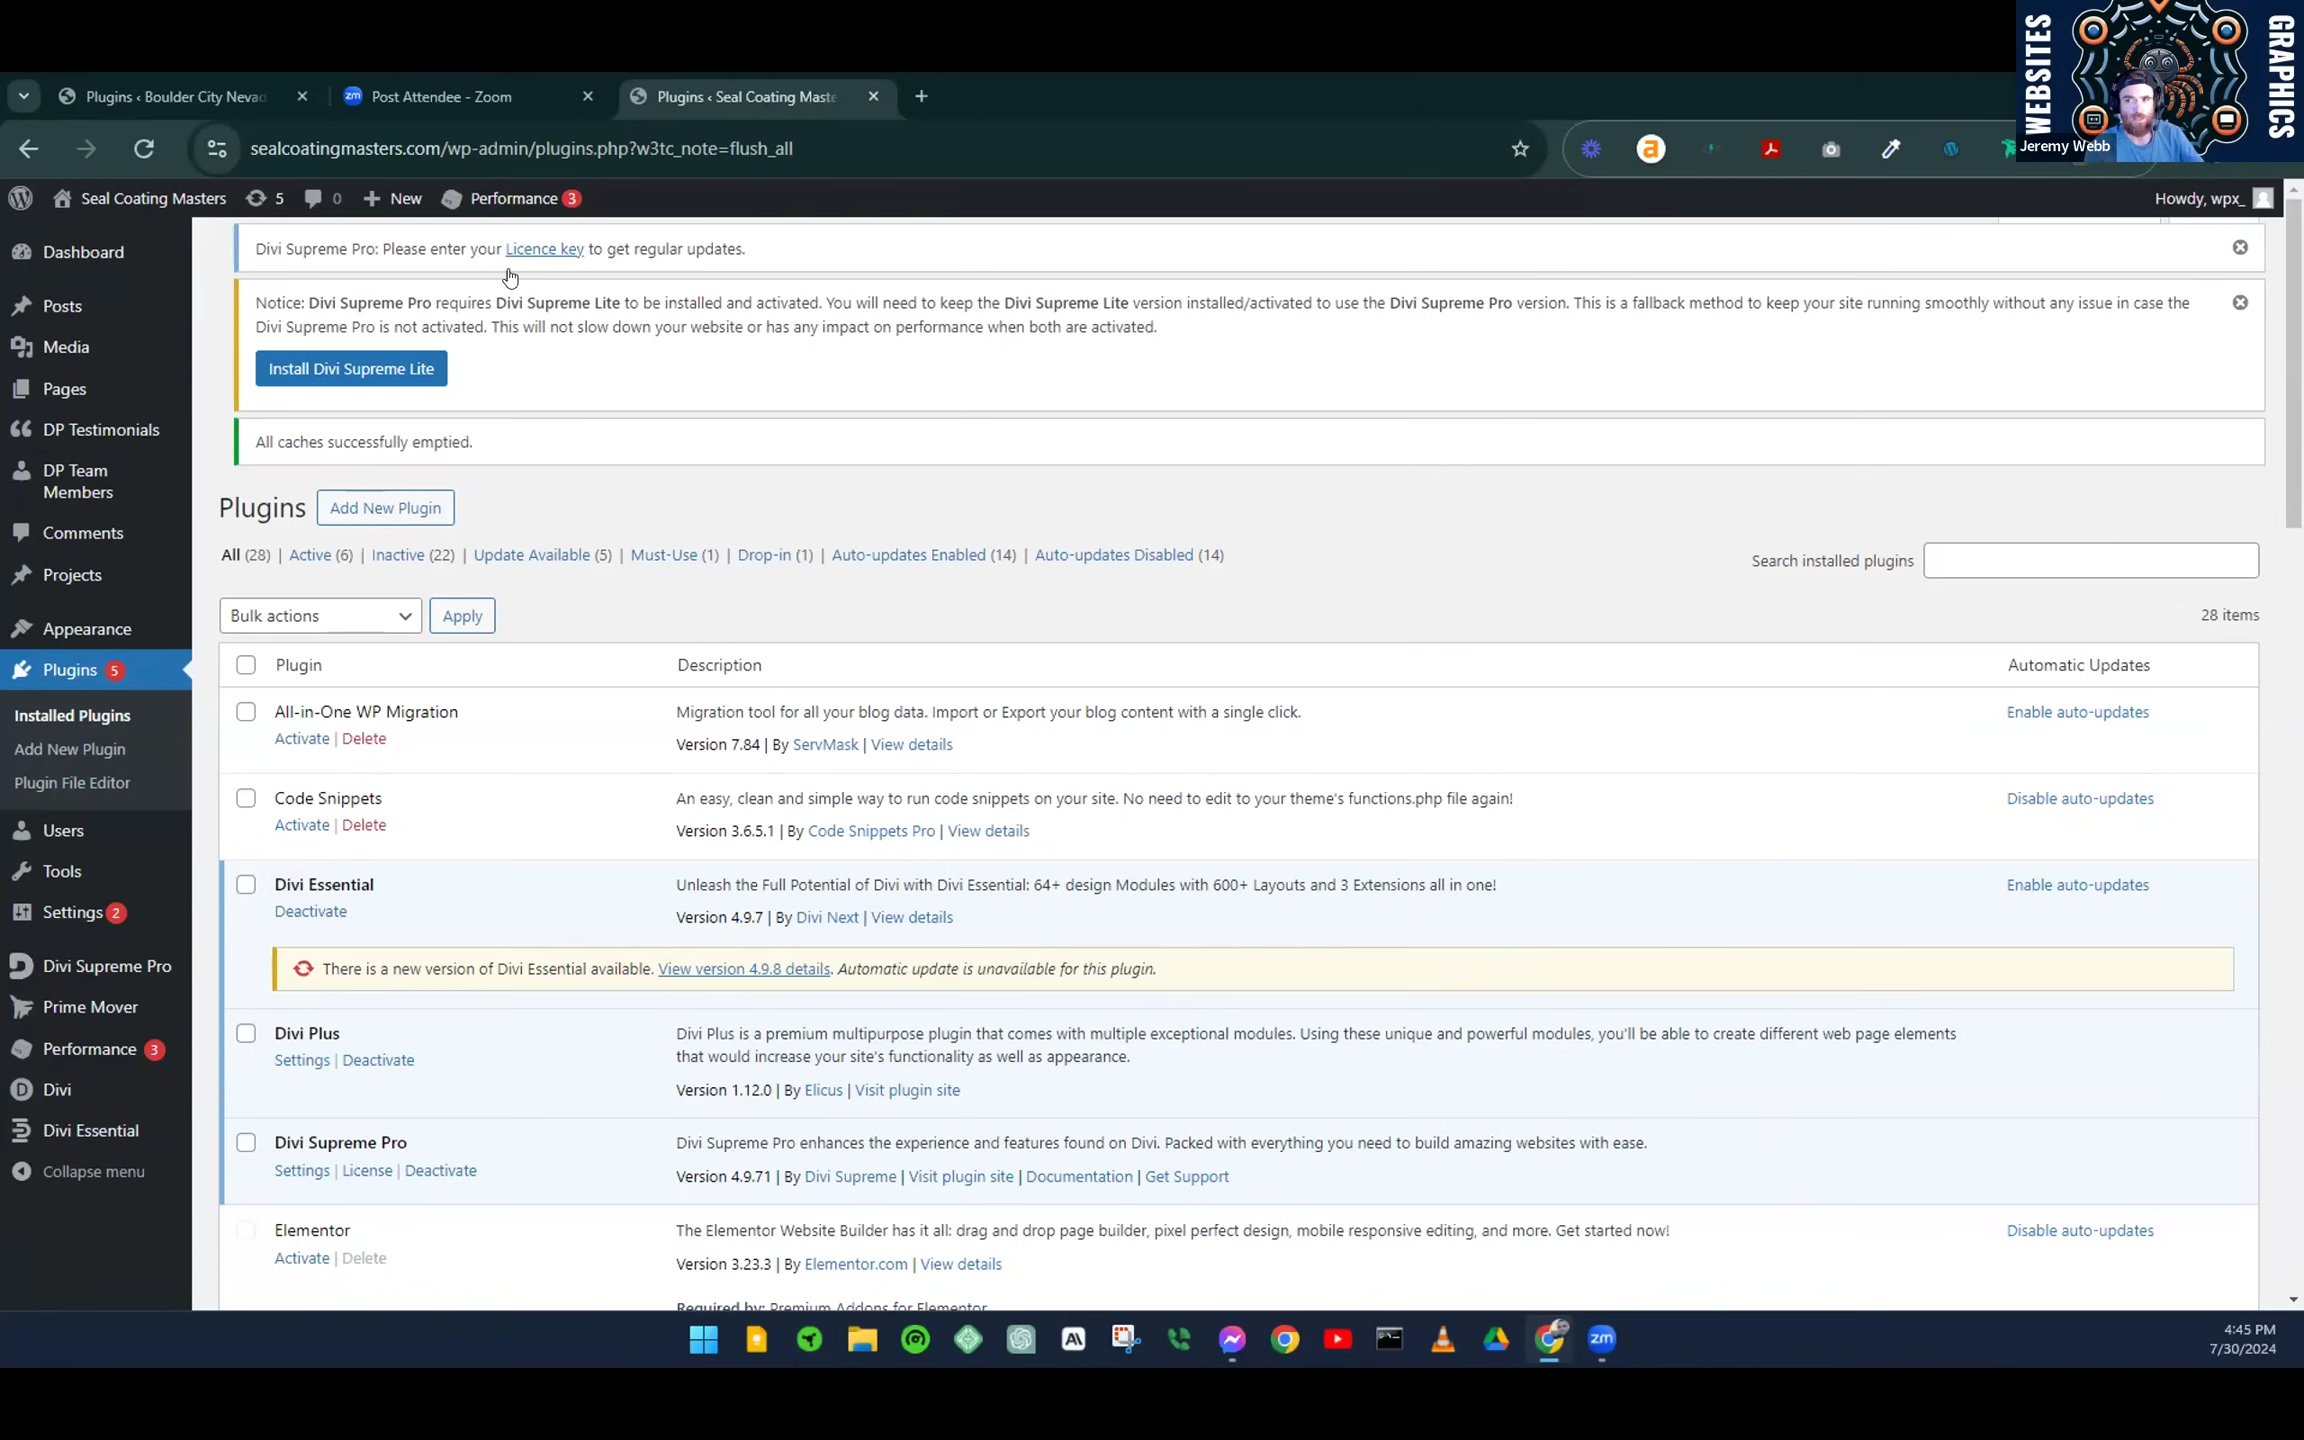 WEBSITES
GRAPHICS
Jeremy Webb
Plugins ‹ Boulder City Nevad
Post Attendee - Zoom
Plugins ‹ Seal Coating Maste
sealcoatingmasters.com/wp-admin/plugins.php?w3tc_note=flush_all
Seal Coating Masters 5 0 New Performance 3
Howdy, wpx_
Dashboard
Posts
Media
Pages
DP Testimonials
DP Team
Members
Comments
Projects
Appearance
Plugins 5
Installed Plugins
Add New Plugin
Plugin File Editor
Users
Tools
Settings 2
Divi Supreme Pro
Prime Mover
Performance 3
Divi
Divi Essential
Collapse menu
Divi Supreme Pro: Please enter your Licence key to get regular updates.
Notice: Divi Supreme Pro requires Divi Supreme Lite to be installed and activated. You will need to keep the Divi Supreme Lite version installed/activated to use the Divi Supreme Pro version. This is a fallback method to keep your site running smoothly without any issue in case the
Divi Supreme Pro is not activated. This will not slow down your website or has any impact on performance when both are activated.
Install Divi Supreme Lite
All caches successfully emptied.
Plugins Add New Plugin
All (28) | Active (6) | Inactive (22) | Update Available (5) | Must-Use (1) | Drop-in (1) | Auto-updates Enabled (14) | Auto-updates Disabled (14)
Search installed plugins
Bulk actions Apply
28 items
Plugin Description Automatic Updates
All-in-One WP Migration
Activate | Delete
Migration tool for all your blog data. Import or Export your blog content with a single click.
Version 7.84 | By ServMask | View details
Enable auto-updates
Code Snippets
Activate | Delete
An easy, clean and simple way to run code snippets on your site. No need to edit to your theme's functions.php file again!
Version 3.6.5.1 | By Code Snippets Pro | View details
Disable auto-updates
Divi Essential
Deactivate
Unleash the Full Potential of Divi with Divi Essential: 64+ design Modules with 600+ Layouts and 3 Extensions all in one!
Version 4.9.7 | By Divi Next | View details
Enable auto-updates
There is a new version of Divi Essential available. View version 4.9.8 details. Automatic update is unavailable for this plugin.
Divi Plus
Settings | Deactivate
Divi Plus is a premium multipurpose plugin that comes with multiple exceptional modules. Using these unique and powerful modules, you'll be able to create different web page elements
that would increase your site's functionality as well as appearance.
Version 1.12.0 | By Elicus | Visit plugin site
Divi Supreme Pro
Settings | License | Deactivate
Divi Supreme Pro enhances the experience and features found on Divi. Packed with everything you need to build amazing websites with ease.
Version 4.9.71 | By Divi Supreme | Visit plugin site | Documentation | Get Support
Elementor
Activate | Delete
The Elementor Website Builder has it all: drag and drop page builder, pixel perfect design, mobile responsive editing, and more. Get started now!
Version 3.23.3 | By Elementor.com | View details
Disable auto-updates
Required by: Premium Addons for Elementor
4:45 PM
7/30/2024